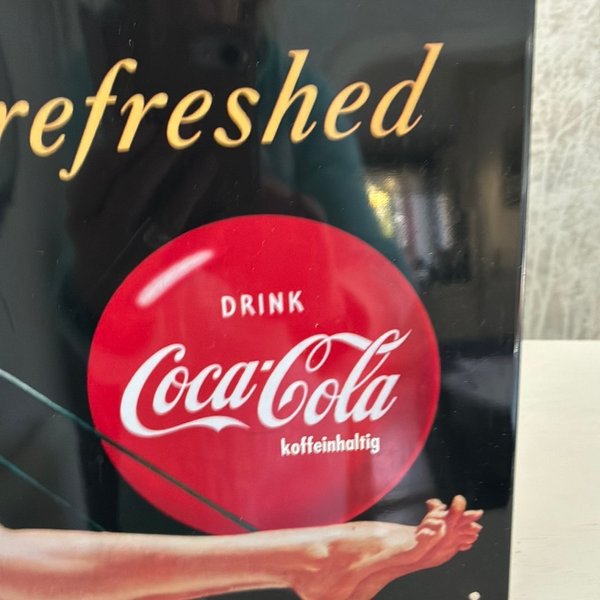 refreshed
DRINK
Coca-Cola
koffeinhaltig